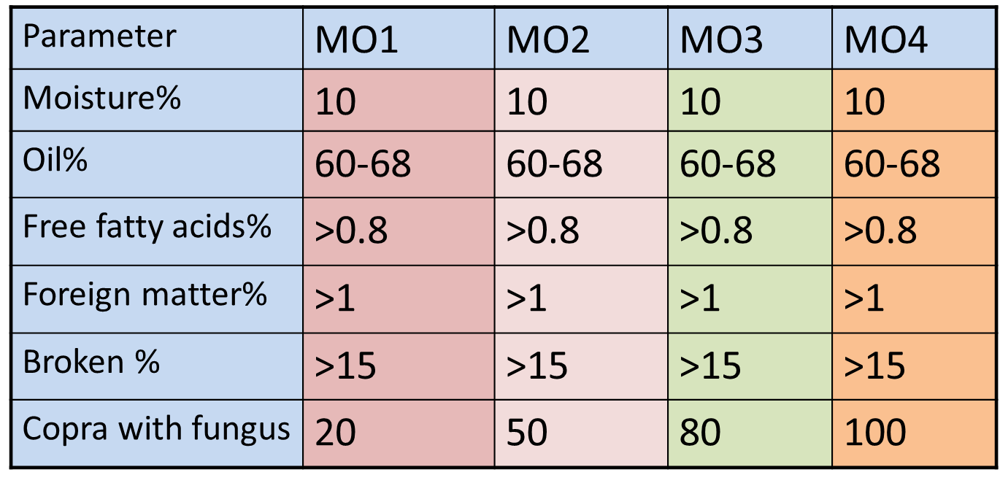 Parameter MO1 MO2 MO3 MO4
Moisture% 10 10 10 10
Oil% 60-68 60-68 60-68 60-68
Free fatty acids% >0.8 >0.8 >0.8 >0.8
Foreign matter% >1 >1 >1 >1
Broken % >15 >15 >15 >15
Copra with fungus 20 50 80 100